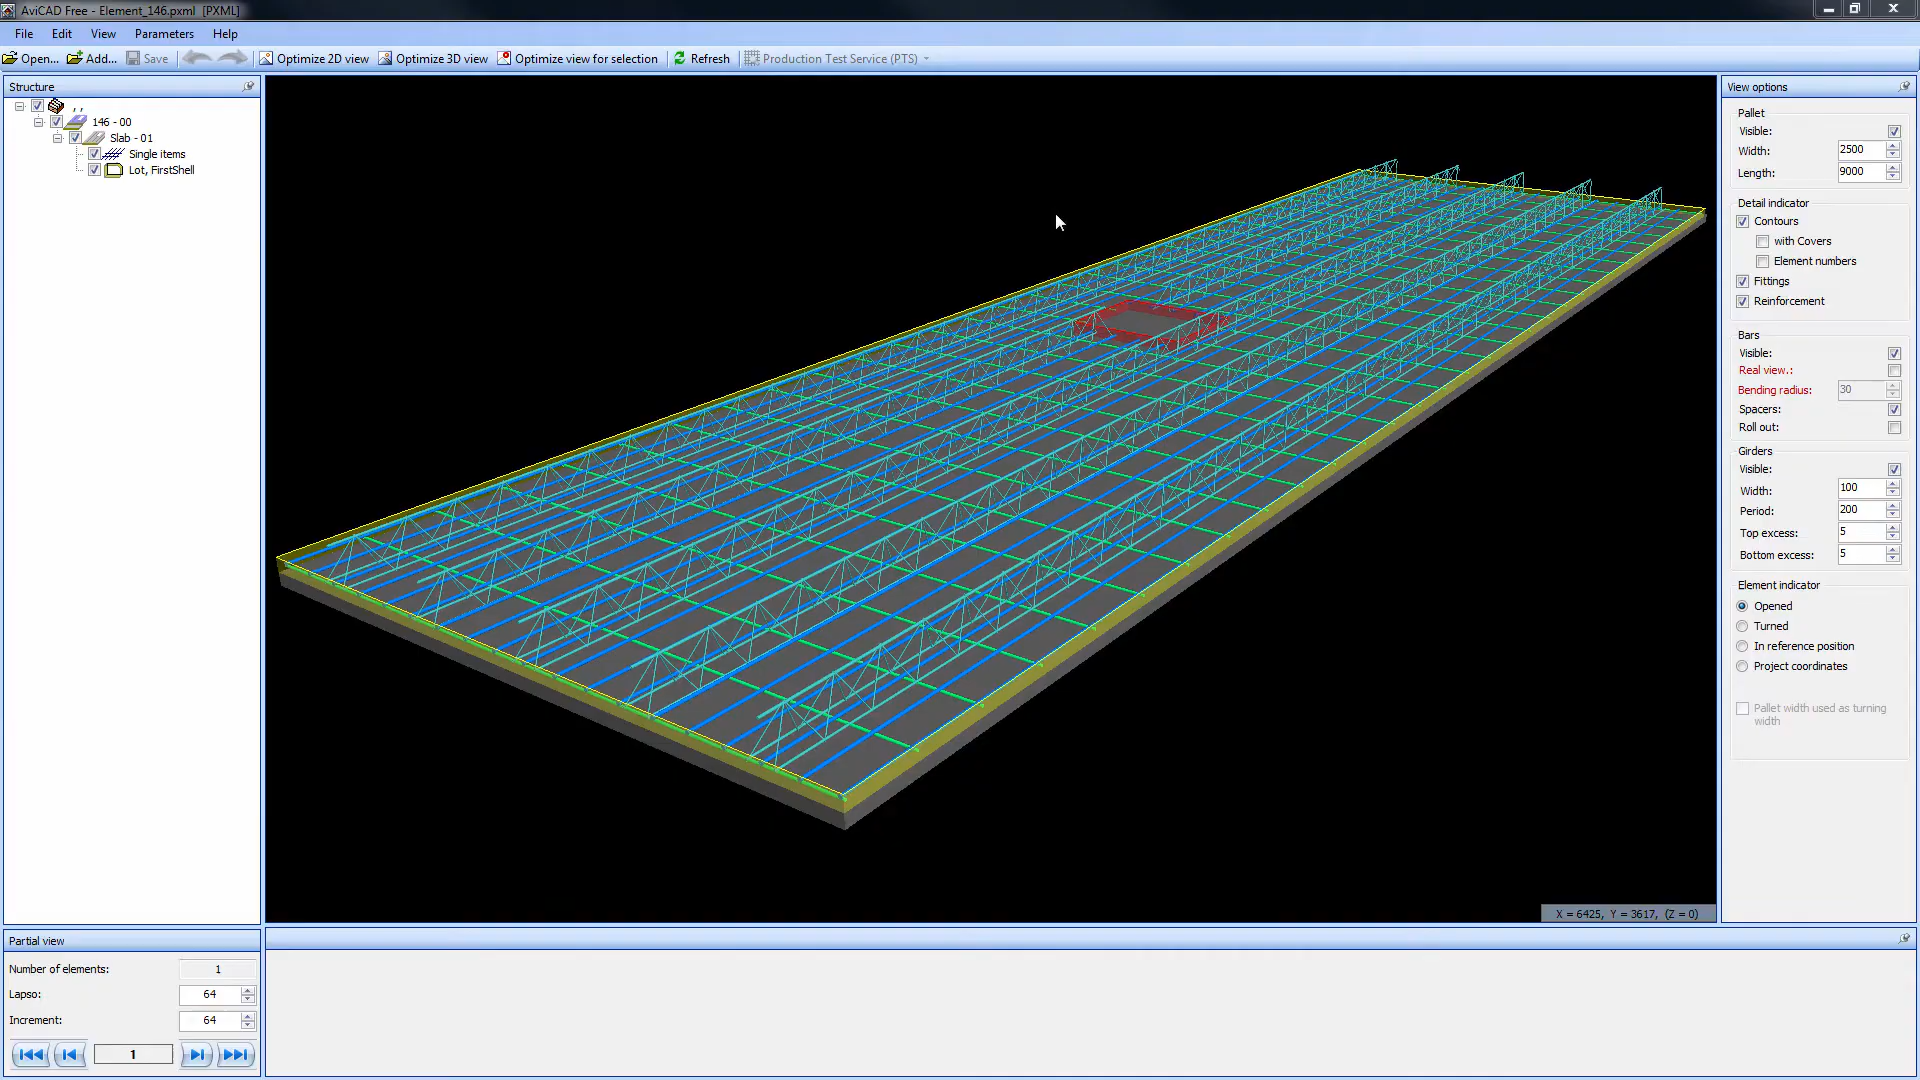 AviCAD Free - Element_146.pxml [PXML]
File Edit View Parameters Help
Open... Add... Save Optimize 2D view Optimize 3D view Optimize view for selection Refresh Production Test Service (PTS)
Structure
, ,
146 - 00
Slab - 01
Single items
Lot, FirstShell
View options
Pallet
Visible:
Width: 2500
Length: 9000
Detail indicator
Contours
with Covers
Element numbers
Fittings
Reinforcement
Bars
Visible:
Real view.:
Bending radius: 30
Spacers:
Roll out:
Girders
Visible:
Width: 100
Period: 200
Top excess: 5
Bottom excess: 5
Element indicator
Opened
Turned
In reference position
Project coordinates
Pallet width used as turning
width
X = 6425, Y = 3617, (Z = 0)
Partial view
Number of elements: 1
Lapso: 64
Increment: 64
1